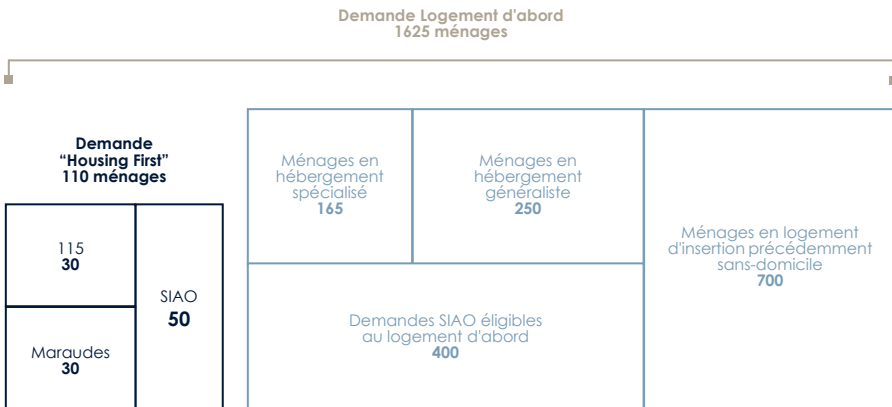 Demande Logement d'abord
1625 ménages
Demande
“Housing First”
110 ménages
115
30
Maraudes
30
SIAO
50
Ménages en
hébergement
spécialisé
165
Ménages en
hébergement
généraliste
250
Demandes SIAO éligibles
au logement d'abord
400
Ménages en logement
d'insertion précédemment
sans-domicile
700